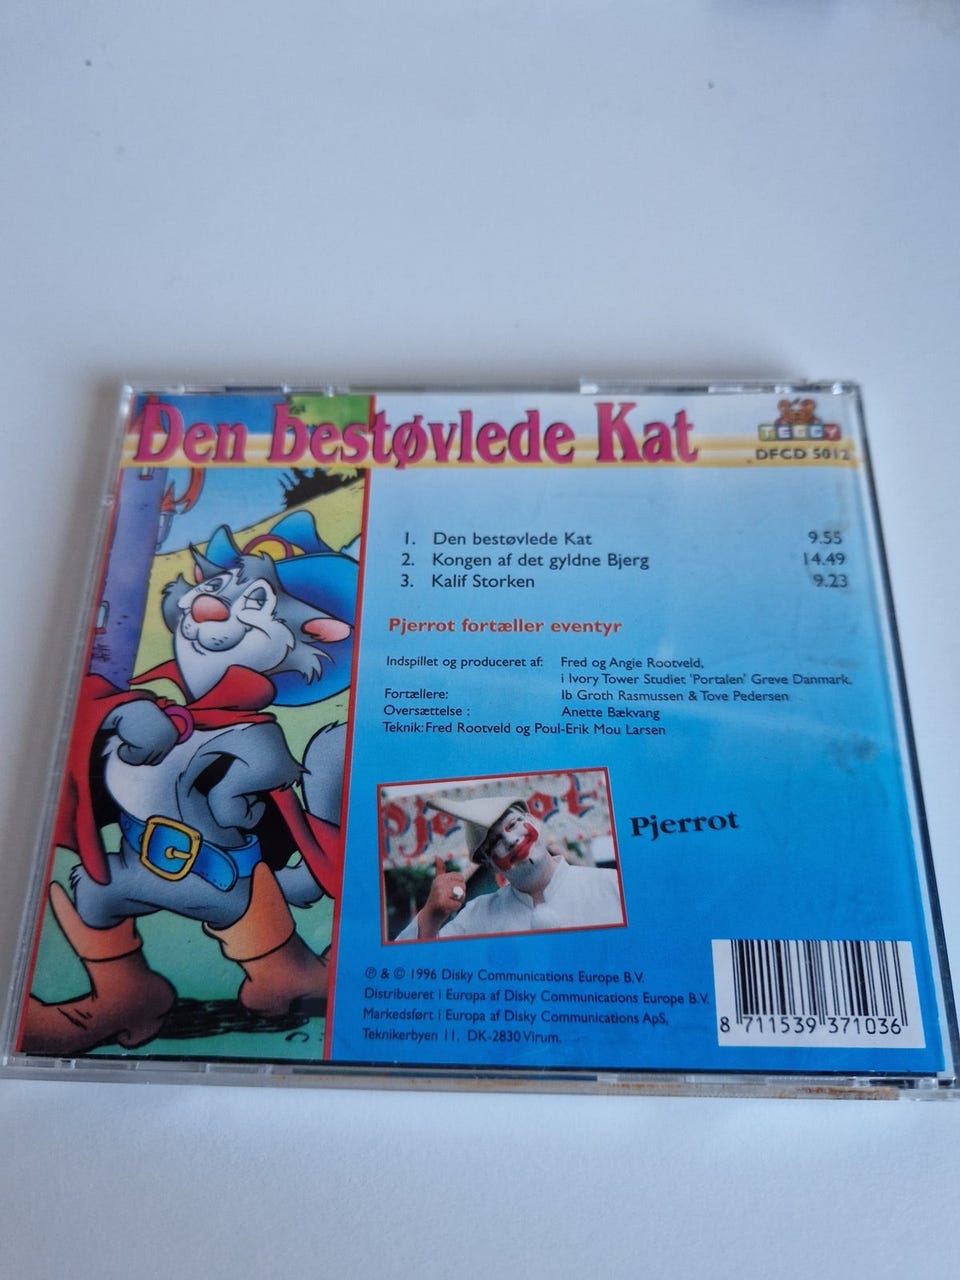 Den bestøvlede Kat
TEDDY
DFCD 5012
1. Den bestøvlede Kat 9.55
2. Kongen af det gyldne Bjerg 14.49
3. Kalif Storken 9.23
Pjerrot fortæller eventyr
Indspillet og produceret af: Fred og Angie Rootveld,
i Ivory Tower Studiet 'Portalen' Greve Danmark.
Fortællere: Ib Groth Rasmussen & Tove Pedersen
Oversættelse : Anette Bækvang
Teknik: Fred Rootveld og Poul-Erik Mou Larsen
Pjerrot
Pjerrot
℗ & © 1996 Disky Communications Europe B.V.
Distribueret i Europa af Disky Communications Europe B.V.
Markedsført i Europa af Disky Communications ApS,
Teknikerbyen 11, DK-2830 Virum.
8 711539 371036